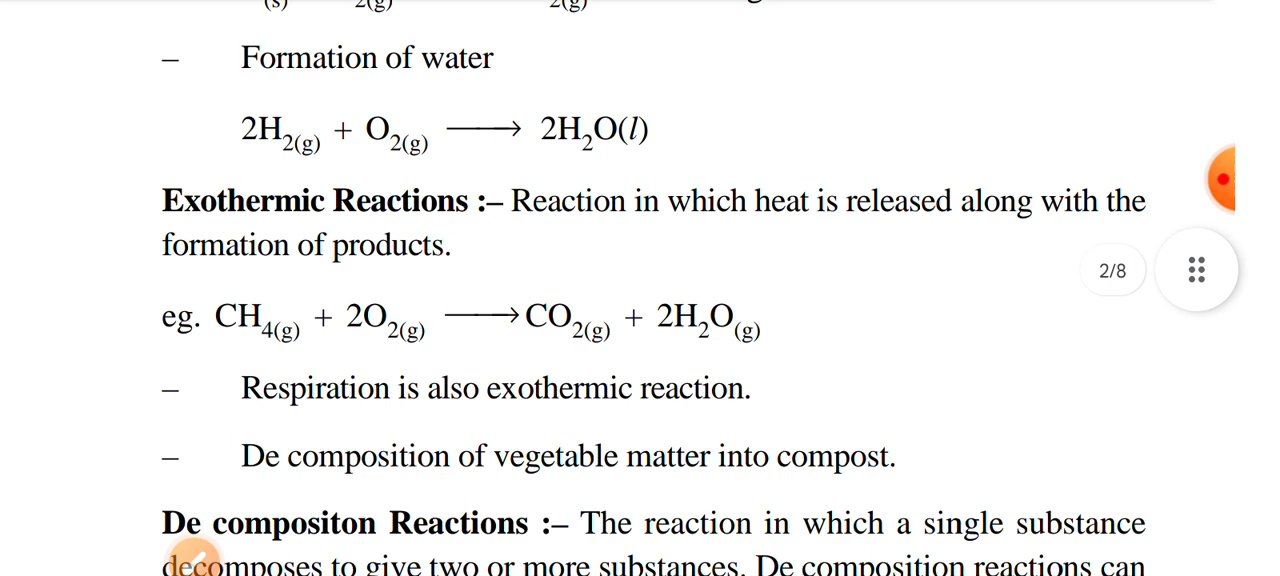 (s) 2(g) 2(g)
– Formation of water
2H₂(g) + O₂(g) ⟶ 2H₂O(l)
Exothermic Reactions :– Reaction in which heat is released along with the
formation of products.
2/8
eg. CH₄(g) + 2O₂(g) ⟶ CO₂(g) + 2H₂O(g)
– Respiration is also exothermic reaction.
– De composition of vegetable matter into compost.
De compositon Reactions :– The reaction in which a single substance
decomposes to give two or more substances. De composition reactions can